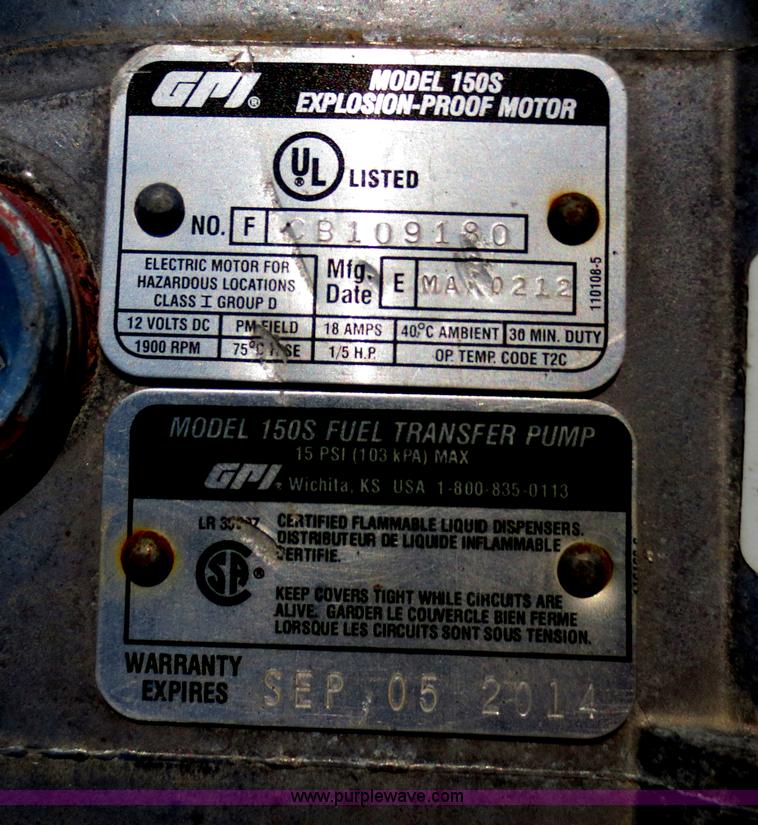 GPI® MODEL 150S
EXPLOSION-PROOF MOTOR
UL ® LISTED
NO. F CB109180
ELECTRIC MOTOR FOR
HAZARDOUS LOCATIONS
CLASS I GROUP D
Mfg. Date E 0212
110108-5
12 VOLTS DC PM FIELD 18 AMPS 40°C AMBIENT 30 MIN. DUTY
1900 RPM 75°C 1/5 H.P. OP. TEMP. CODE T2C
MODEL 150S FUEL TRANSFER PUMP
15 PSI (103 kPA) MAX
GPI® Wichita, KS USA 1-800-835-0113
LR
CERTIFIED FLAMMABLE LIQUID DISPENSERS.
DISTRIBUTEUR DE LIQUIDE INFLAMMABLE
CERTIFIE.
SA ®
KEEP COVERS TIGHT WHILE CIRCUITS ARE
ALIVE. GARDER LE COUVERCLE BIEN FERME
LORSQUE LES CIRCUITS SONT SOUS TENSION.
WARRANTY
EXPIRES SEP 05 2014
www.purplewave.com